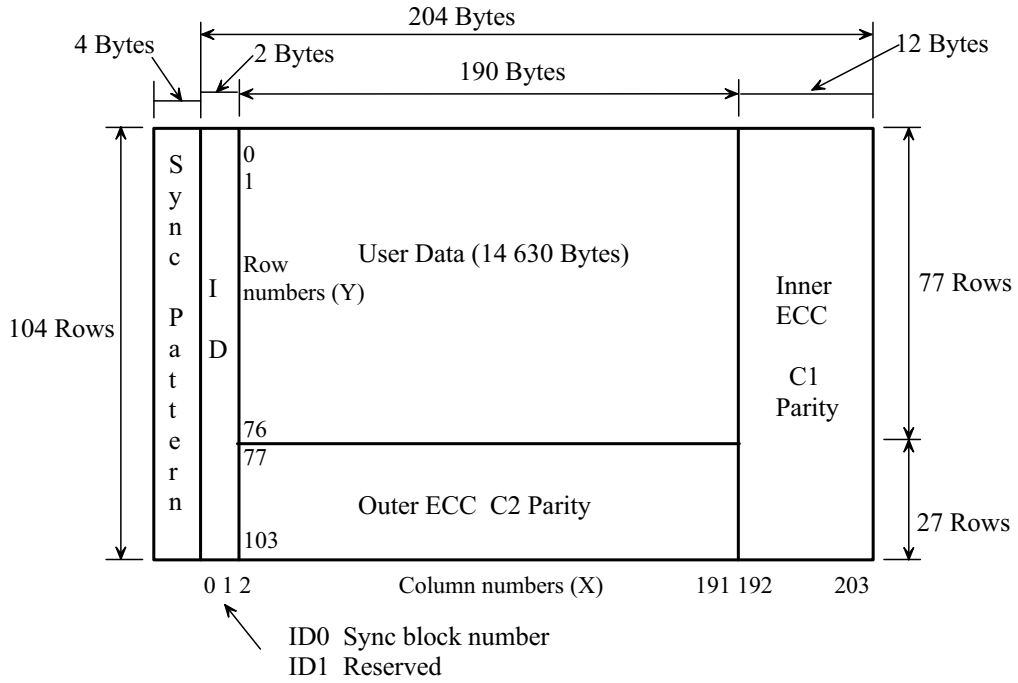 204 Bytes
4 Bytes
2 Bytes
12 Bytes
190 Bytes
Sync Pattern
0
1
User Data (14 630 Bytes)
Row
numbers (Y)
I
D
Inner
ECC
C1
Parity
77 Rows
104 Rows
76
77
Outer ECC C2 Parity
27 Rows
103
0 1 2
Column numbers (X)
191 192
203
ID0 Sync block number
ID1 Reserved